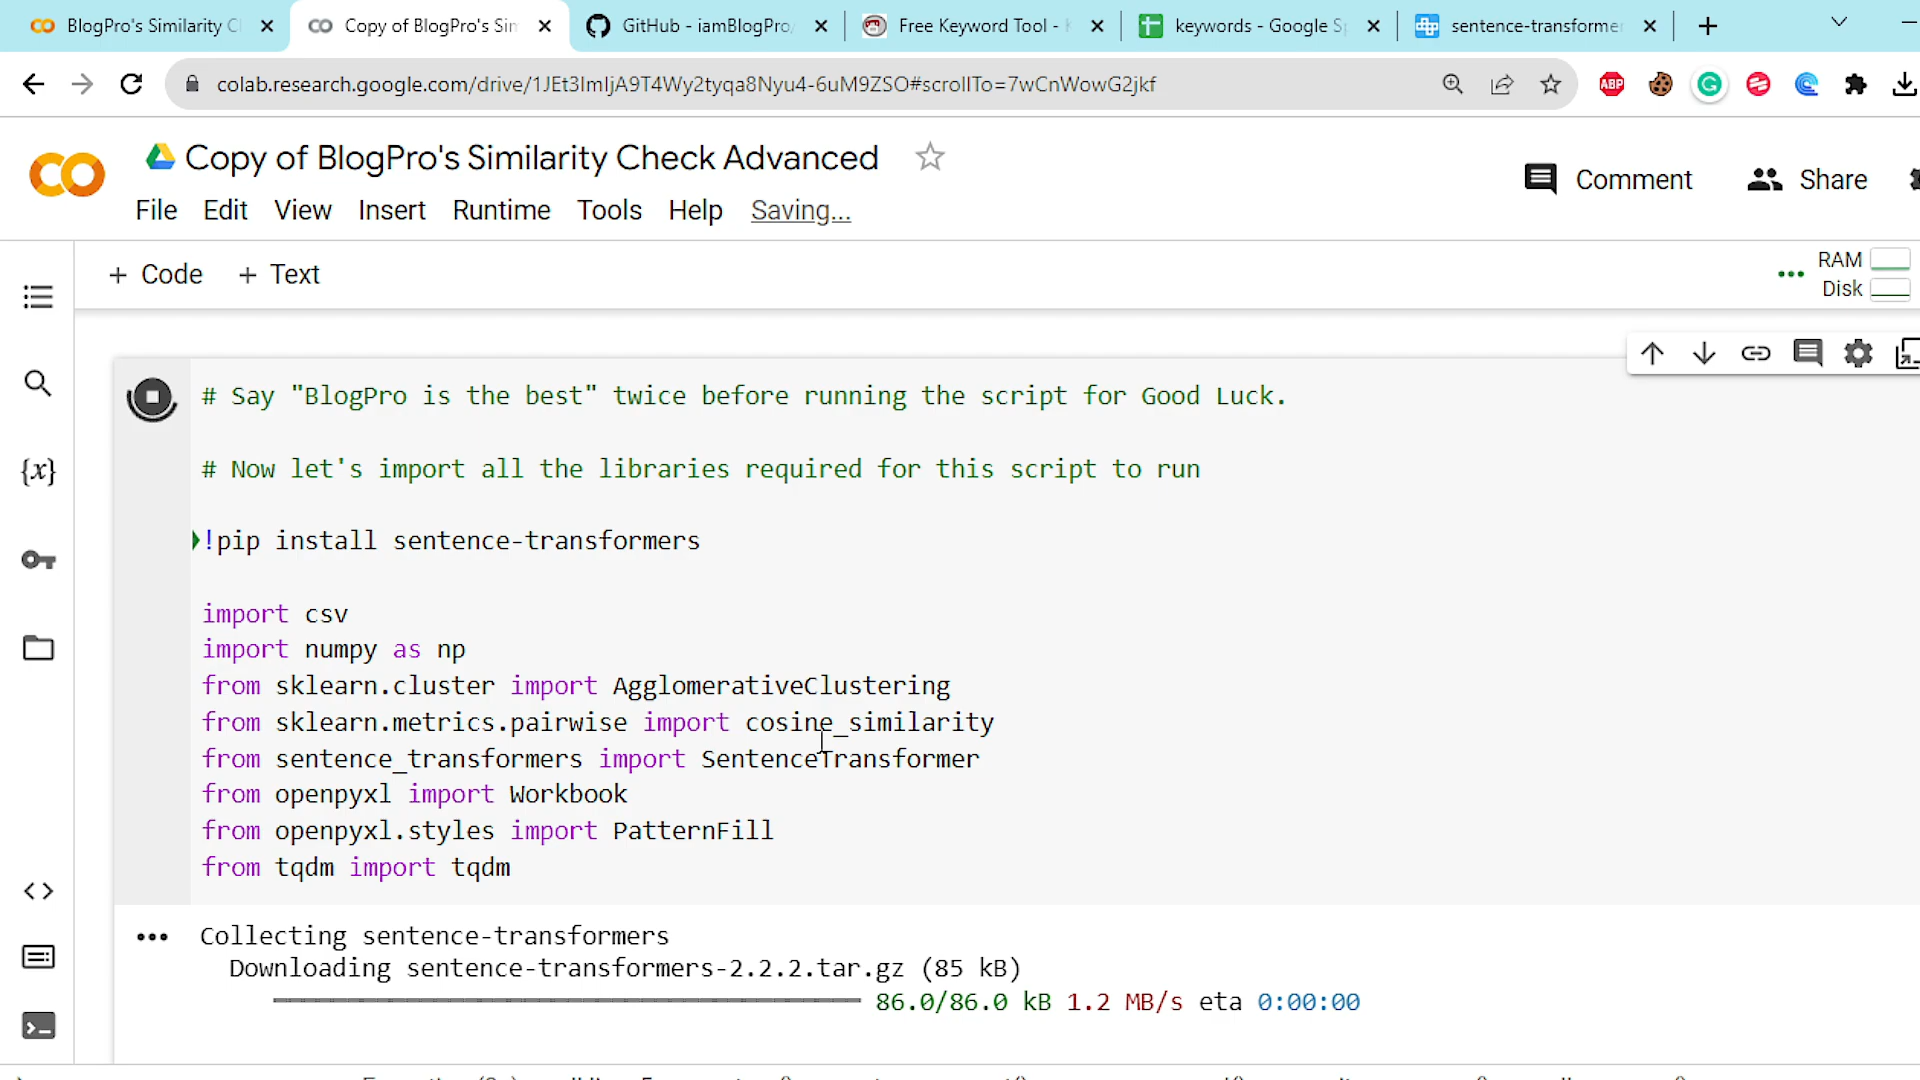 BlogPro's Similarity C
Copy of BlogPro's Sim
GitHub - iamBlogPro/
Free Keyword Tool -
keywords - Google Sp
sentence-transforme
colab.research.google.com/drive/1JEt3ImIjA9T4Wy2tyqa8Nyu4-6uM9ZSO#scrollTo=7wCnWowG2jkf
ABP
Copy of BlogPro's Similarity Check Advanced
Comment
Share
File Edit View Insert Runtime Tools Help Saving...
+ Code + Text
RAM
Disk
{x}
# Say "BlogPro is the best" twice before running the script for Good Luck.
# Now let's import all the libraries required for this script to run
!pip install sentence-transformers
import csv
import numpy as np
from sklearn.cluster import AgglomerativeClustering
from sklearn.metrics.pairwise import cosine_similarity
from sentence_transformers import SentenceTransformer
from openpyxl import Workbook
from openpyxl.styles import PatternFill
from tqdm import tqdm
Collecting sentence-transformers
Downloading sentence-transformers-2.2.2.tar.gz (85 kB)
86.0/86.0 kB 1.2 MB/s eta 0:00:00